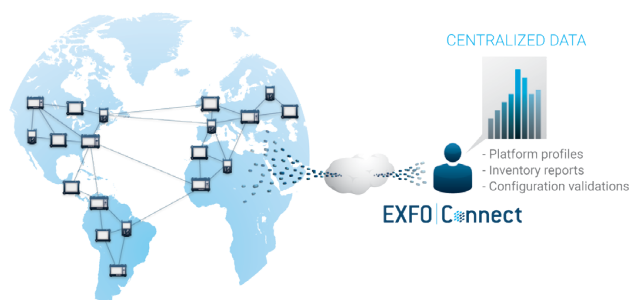 CENTRALIZED DATA
- Platform profiles
- Inventory reports
- Configuration validations
EXFO Connect